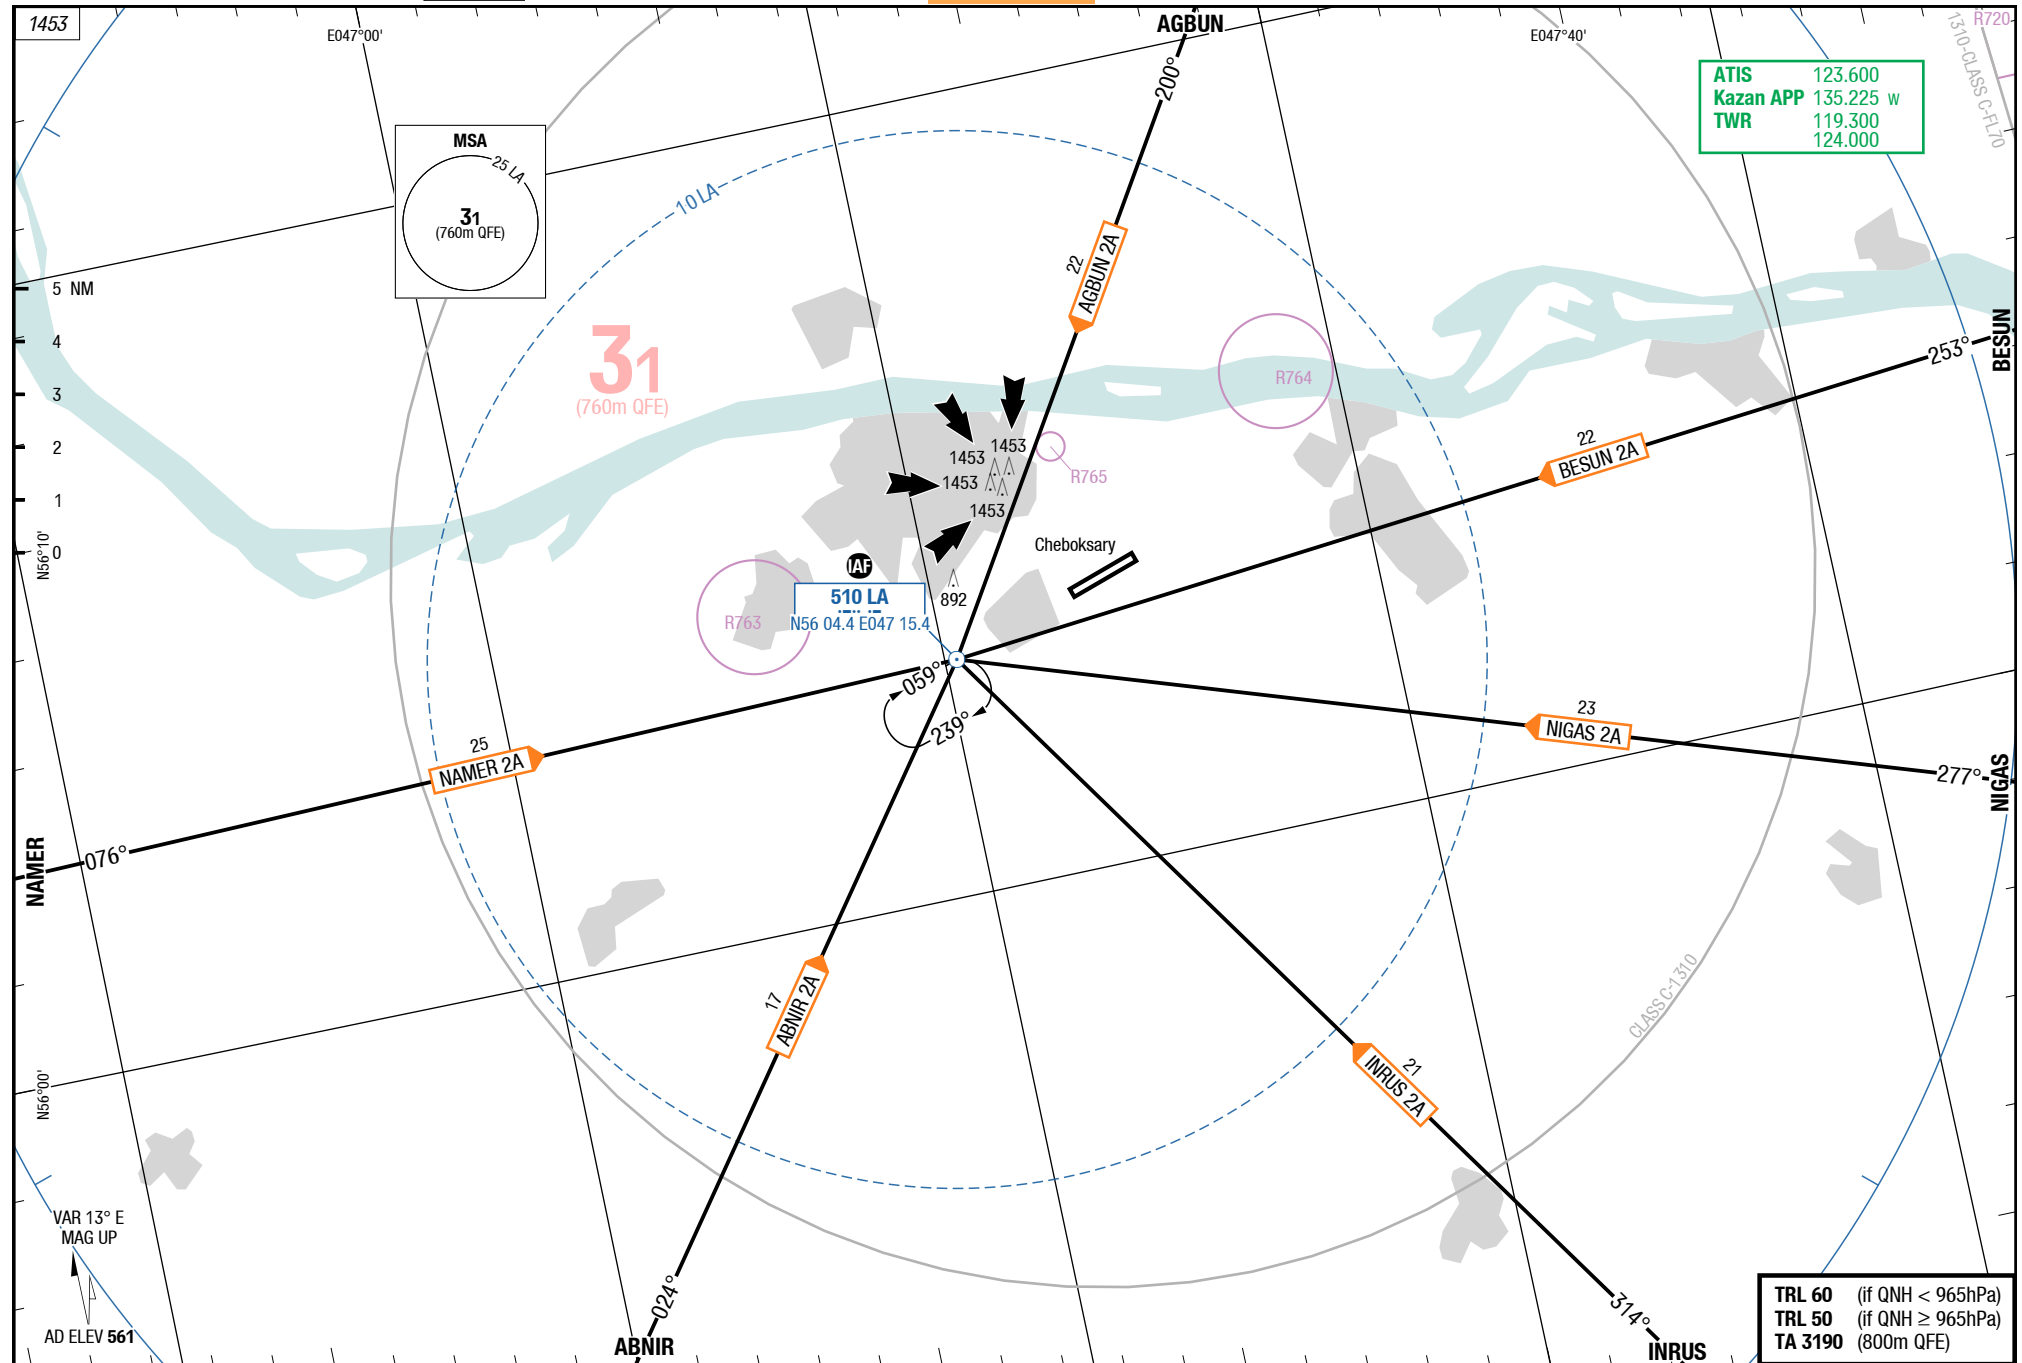 1453
E047°00'
AGBUN
E047°40'
R720
1310-CLASS C-FL70
200°
ATIS 123.600
Kazan APP 135.225 W
TWR 119.300
124.000
MSA
25 LA
31
(760m QFE)
10 LA
22
AGBUN 2A
5 NM
4
3
2
1
0
N56°10'
31
(760m QFE)
R764
BESUN
253°
22
BESUN 2A
1453
1453
1453
1453
R765
Cheboksary
IAF
510 LA
N56 04.4 E047 15.4
892
R763
059°
239°
25
NAMER 2A
23
NIGAS 2A
277°
NIGAS
076°
NAMER
17
ABNIR 2A
CLASS C-1310
21
INRUS 2A
N56°00'
VAR 13° E
MAG UP
AD ELEV 561
024°
ABNIR
314°
INRUS
TRL 60 (if QNH < 965hPa)
TRL 50 (if QNH ≥ 965hPa)
TA 3190 (800m QFE)